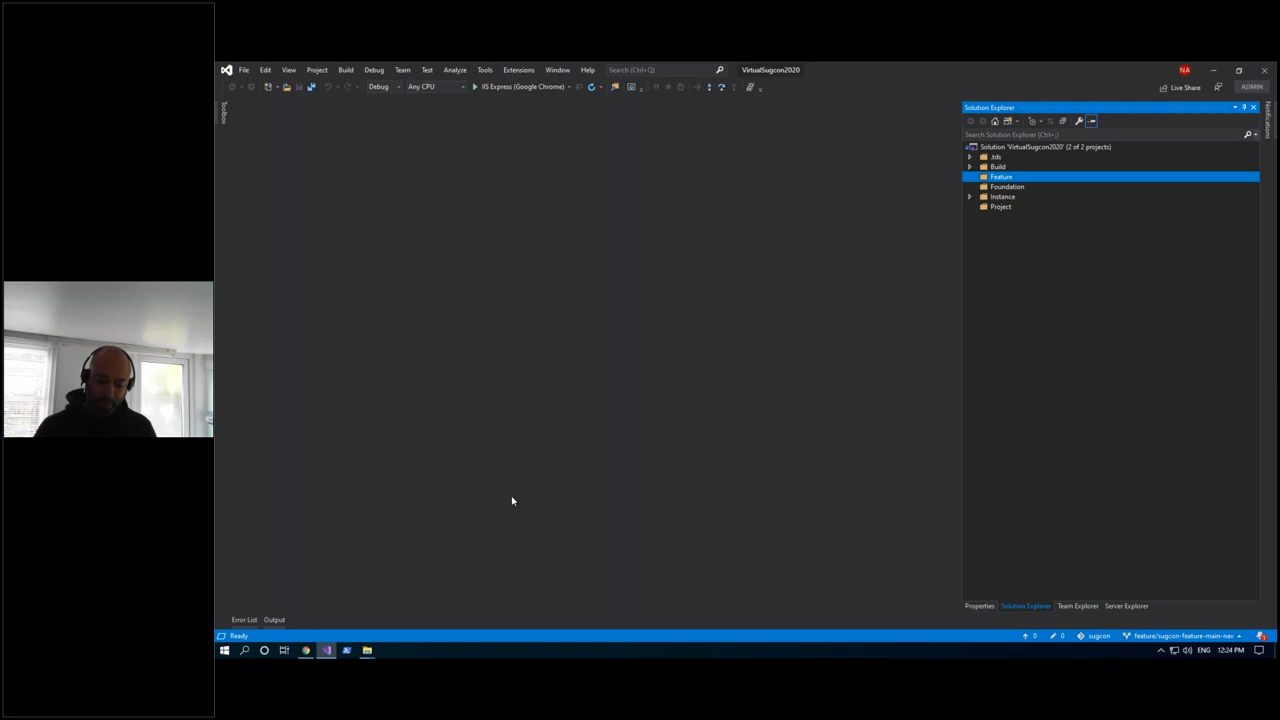 File Edit View Project Build Debug Team Test Analyze Tools Extensions Window Help Search (Ctrl+Q) VirtualSugcon2020 NA
Debug Any CPU IIS Express (Google Chrome) Live Share ADMIN
Toolbox
Solution Explorer
Notifications
Search Solution Explorer (Ctrl+;)
Solution 'VirtualSugcon2020' (2 of 2 projects)
.tds
Build
Feature
Foundation
Instance
Project
Properties Solution Explorer Team Explorer Server Explorer
Error List Output
Ready 0 0 sugcon feature/sugcon-feature-main-nav 1
ENG 12:24 PM